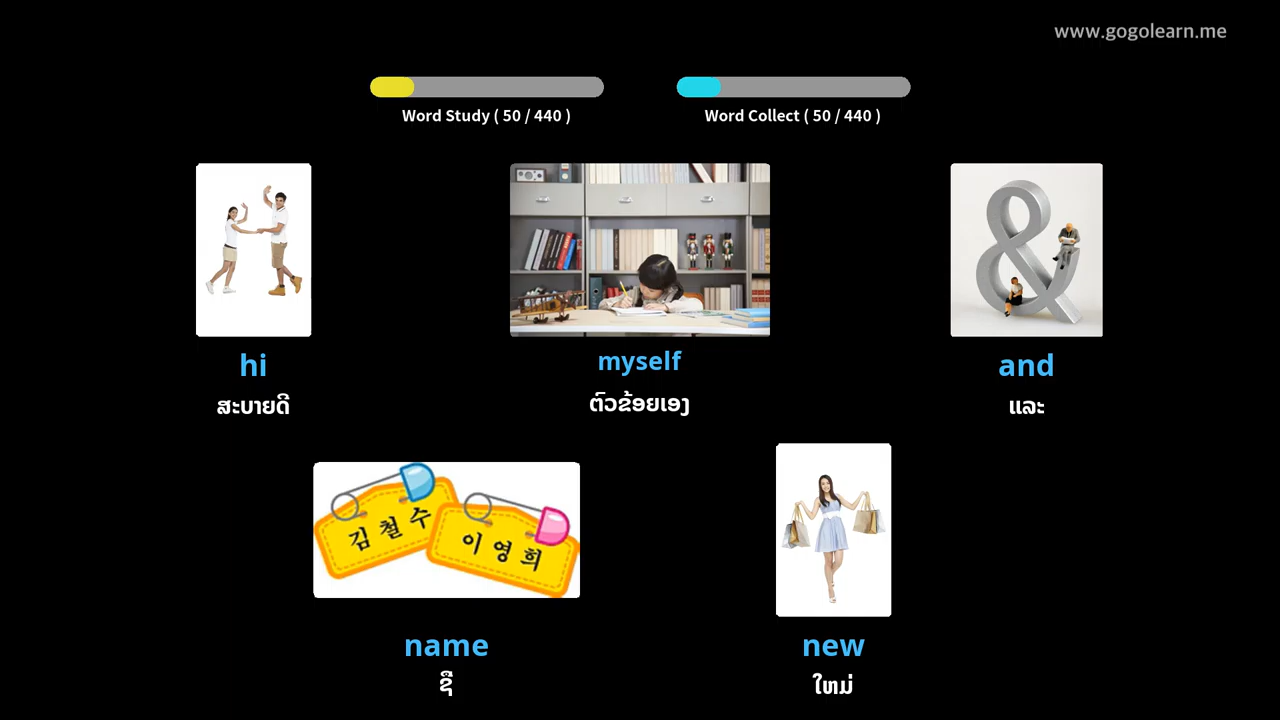 www.gogolearn.me
Word Study ( 50 / 440 )
Word Collect ( 50 / 440 )
hi
ສະບາຍດີ
myself
ຕົວຂ້ອຍເອງ
and
ແລະ
김철수
이영희
name
ຊື່
new
ໃຫມ່